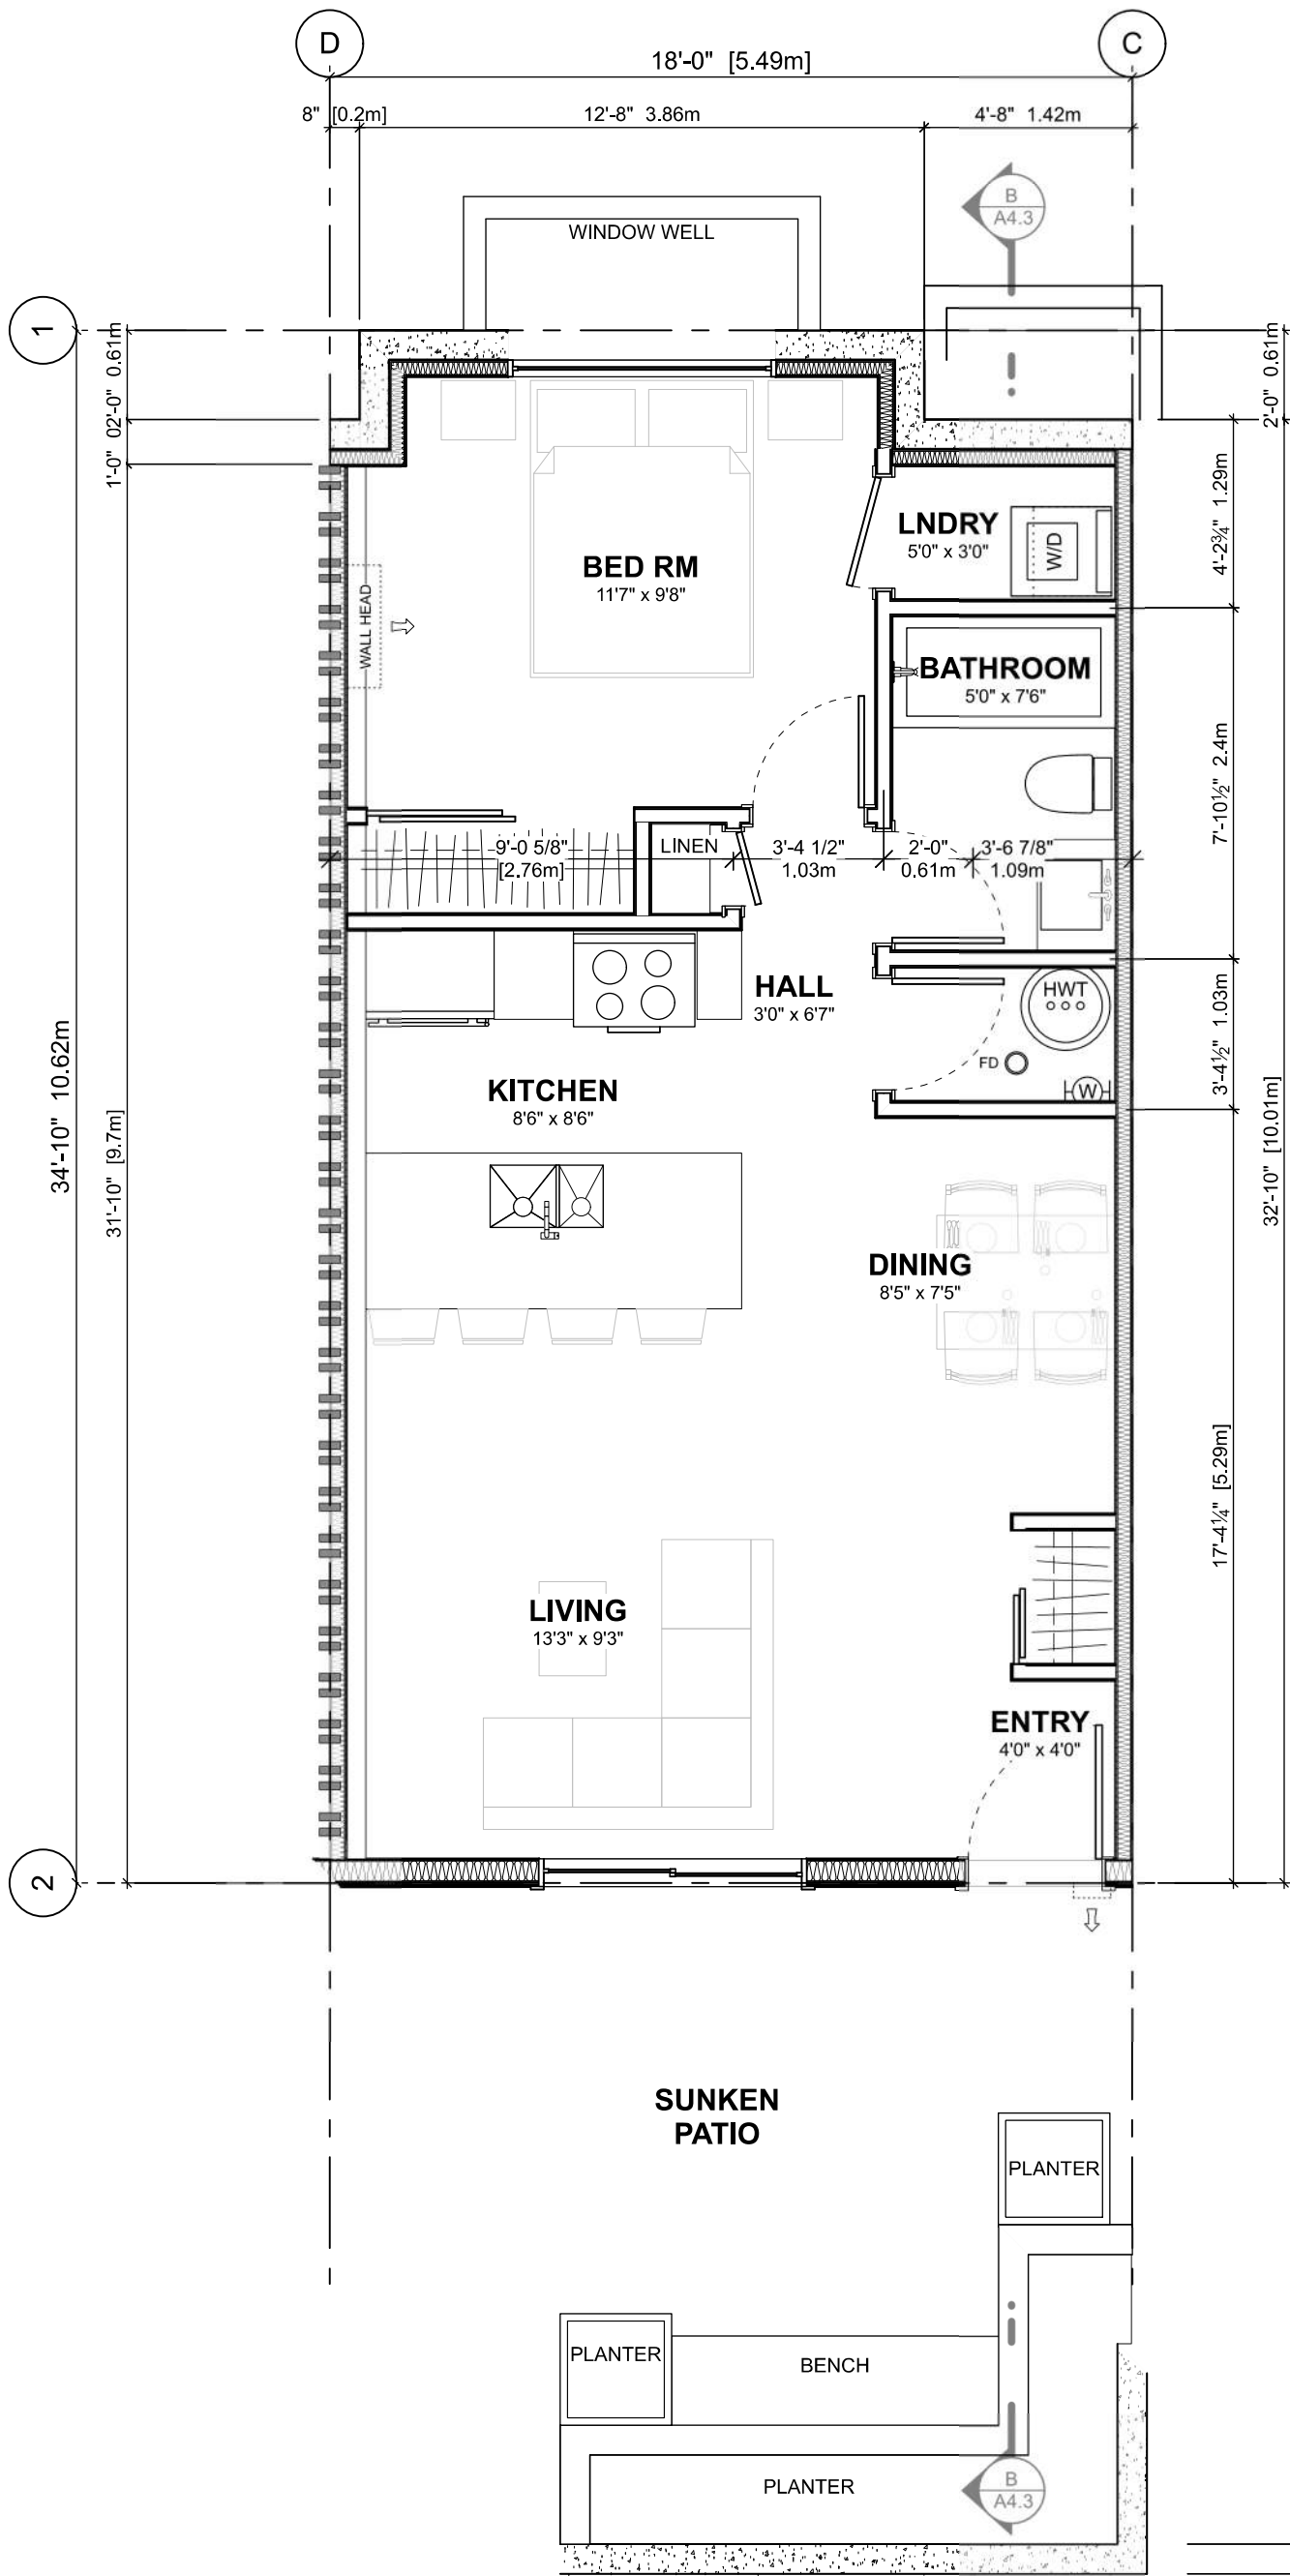 D
C
18'-0" [5.49m]
8" [0.2m]
12'-8" 3.86m
4'-8" 1.42m
B
A4.3
WINDOW WELL
1
2'-0" 0.61m
1'-0" 0
2'-0" 0.61m
LNDRY
5'0" x 3'0"
W/D
4'-2¾" 1.29m
BED RM
11'7" x 9'8"
WALL HEAD
BATHROOM
5'0" x 7'6"
7'-10½" 2.4m
9'-0 5/8"
[2.76m]
LINEN
3'-4 1/2"
1.03m
2'-0"
0.61m
3'-6 7/8"
1.09m
HALL
3'0" x 6'7"
HWT
FD
W
3'-4½" 1.03m
KITCHEN
8'6" x 8'6"
34'-10" 10.62m
31'-10" [9.7m]
32'-10" [10.01m]
DINING
8'5" x 7'5"
17'-4¼" [5.29m]
LIVING
13'3" x 9'3"
ENTRY
4'0" x 4'0"
2
SUNKEN
PATIO
PLANTER
PLANTER
BENCH
PLANTER
B
A4.3